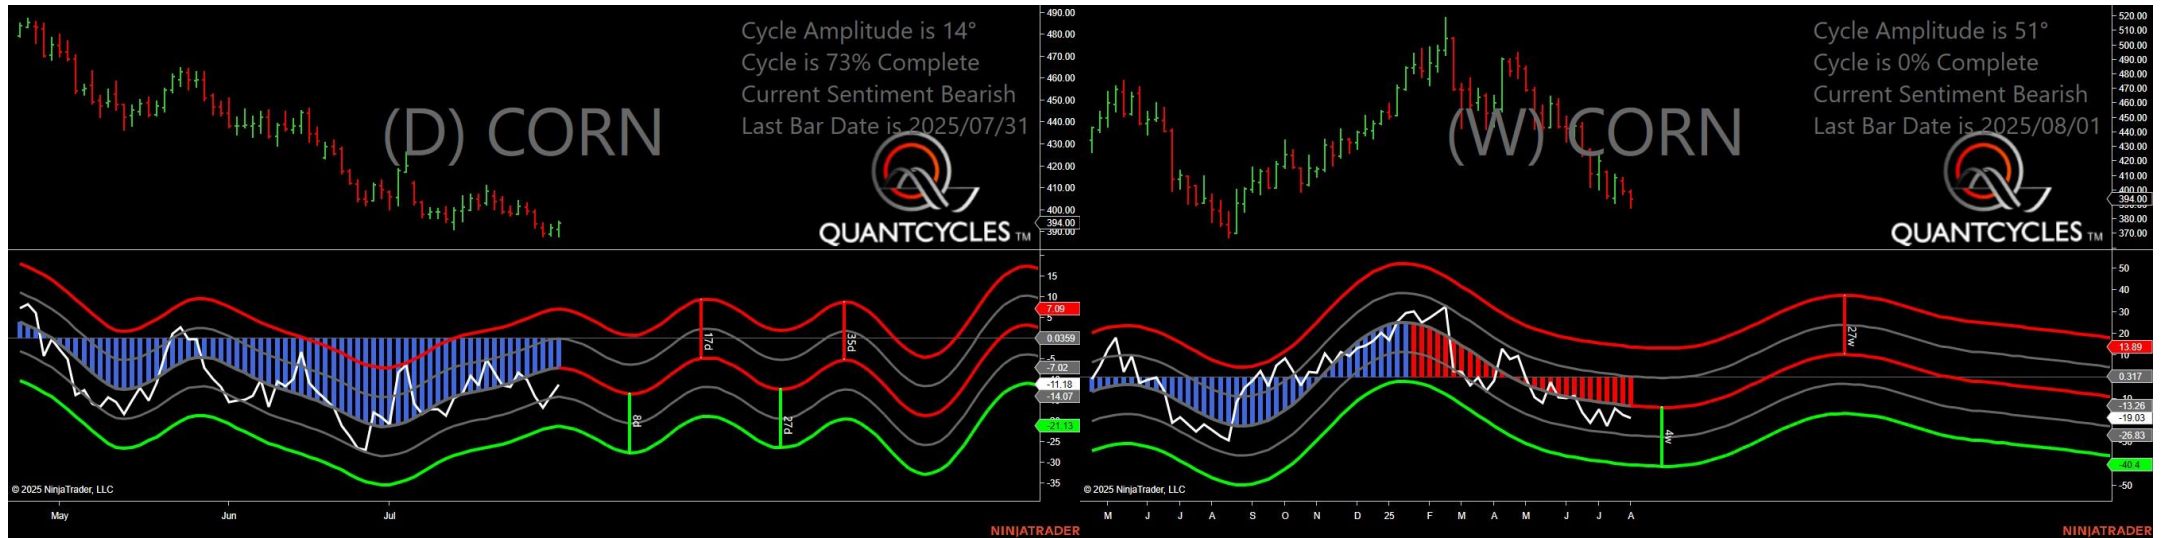 Cycle Amplitude is 14°
Cycle is 73% Complete
Current Sentiment Bearish
Last Bar Date is 2025/07/31
(D) CORN
QUANTCYCLES TM
490.00
480.00
470.00
460.00
450.00
440.00
430.00
420.00
410.00
400.00
394.00
390.00
15
10
7.09
5
0.0359
-5
-7.02
-11.18
-14.07
-21.13
-25
-30
-35
8d
17d
27d
35d
© 2025 NinjaTrader, LLC
May Jun Jul
NINJATRADER
Cycle Amplitude is 51°
Cycle is 0% Complete
Current Sentiment Bearish
Last Bar Date is 2025/08/01
(W) CORN
QUANTCYCLES TM
520.00
510.00
500.00
490.00
480.00
470.00
460.00
450.00
440.00
430.00
420.00
410.00
400.00
394.00
380.00
370.00
50
40
30
20
13.89
0.317
-13.26
-19.03
-26.83
-40.4
-50
4w
27w
© 2025 NinjaTrader, LLC
M J J A S O N D 25 F M A M J J A
NINJATRADER